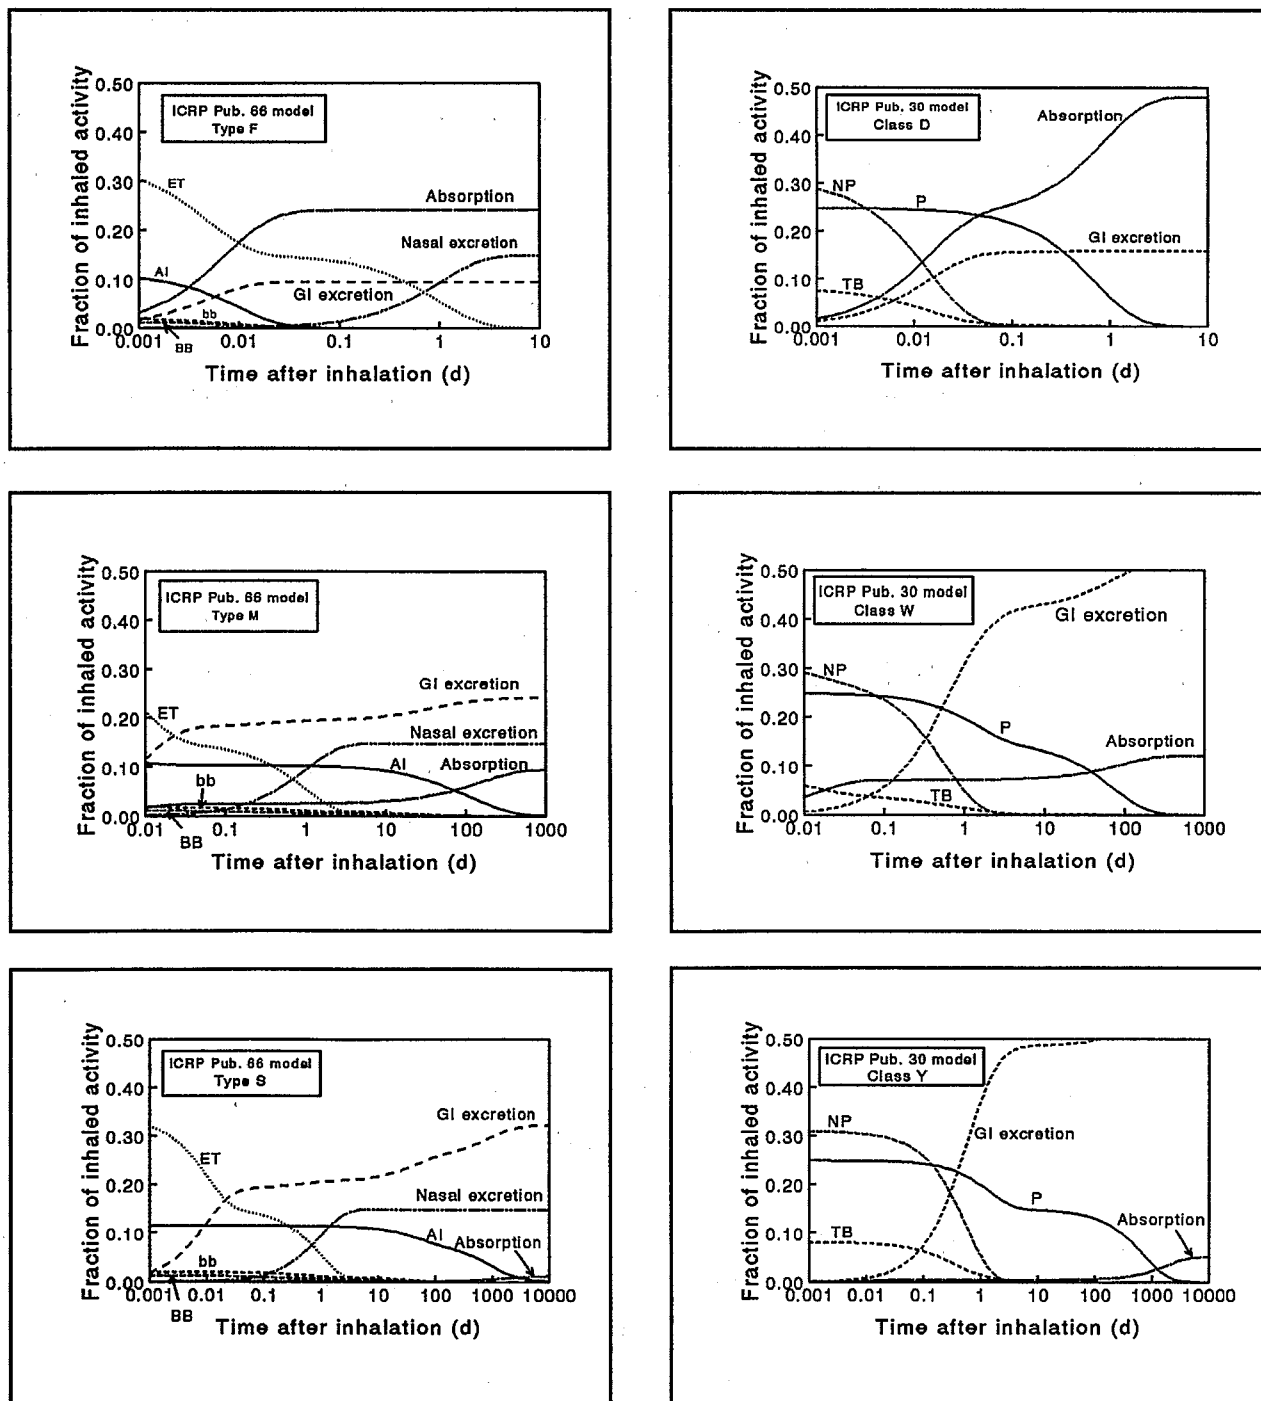 Fraction of inhaled activity
0.50
0.40
0.30
0.20
0.10
0.00
ICRP Pub. 66 model
Type F
ET
Absorption
Nasal excretion
AI
GI excretion
bb
BB
0.001
0.01
0.1
1
10
Time after inhalation (d)
Fraction of inhaled activity
0.50
0.40
0.30
0.20
0.10
0.00
ICRP Pub. 30 model
Class D
Absorption
NP
P
GI excretion
TB
0.001
0.01
0.1
1
10
Time after inhalation (d)
Fraction of inhaled activity
0.50
0.40
0.30
0.20
0.10
0.00
ICRP Pub. 66 model
Type M
GI excretion
ET
Nasal excretion
AI
Absorption
bb
BB
0.01
0.1
1
10
100
1000
Time after inhalation (d)
Fraction of inhaled activity
0.50
0.40
0.30
0.20
0.10
0.00
ICRP Pub. 30 model
Class W
GI excretion
NP
P
Absorption
TB
0.01
0.1
1
10
100
1000
Time after inhalation (d)
Fraction of inhaled activity
0.50
0.40
0.30
0.20
0.10
0.00
ICRP Pub. 66 model
Type S
GI excretion
ET
Nasal excretion
AI
Absorption
bb
BB
0.001
0.01
0.1
1
10
100
1000
10000
Time after inhalation (d)
Fraction of inhaled activity
0.50
0.40
0.30
0.20
0.10
0.00
ICRP Pub. 30 model
Class Y
NP
GI excretion
P
Absorption
TB
0.001
0.01
0.1
1
10
100
1000
10000
Time after inhalation (d)